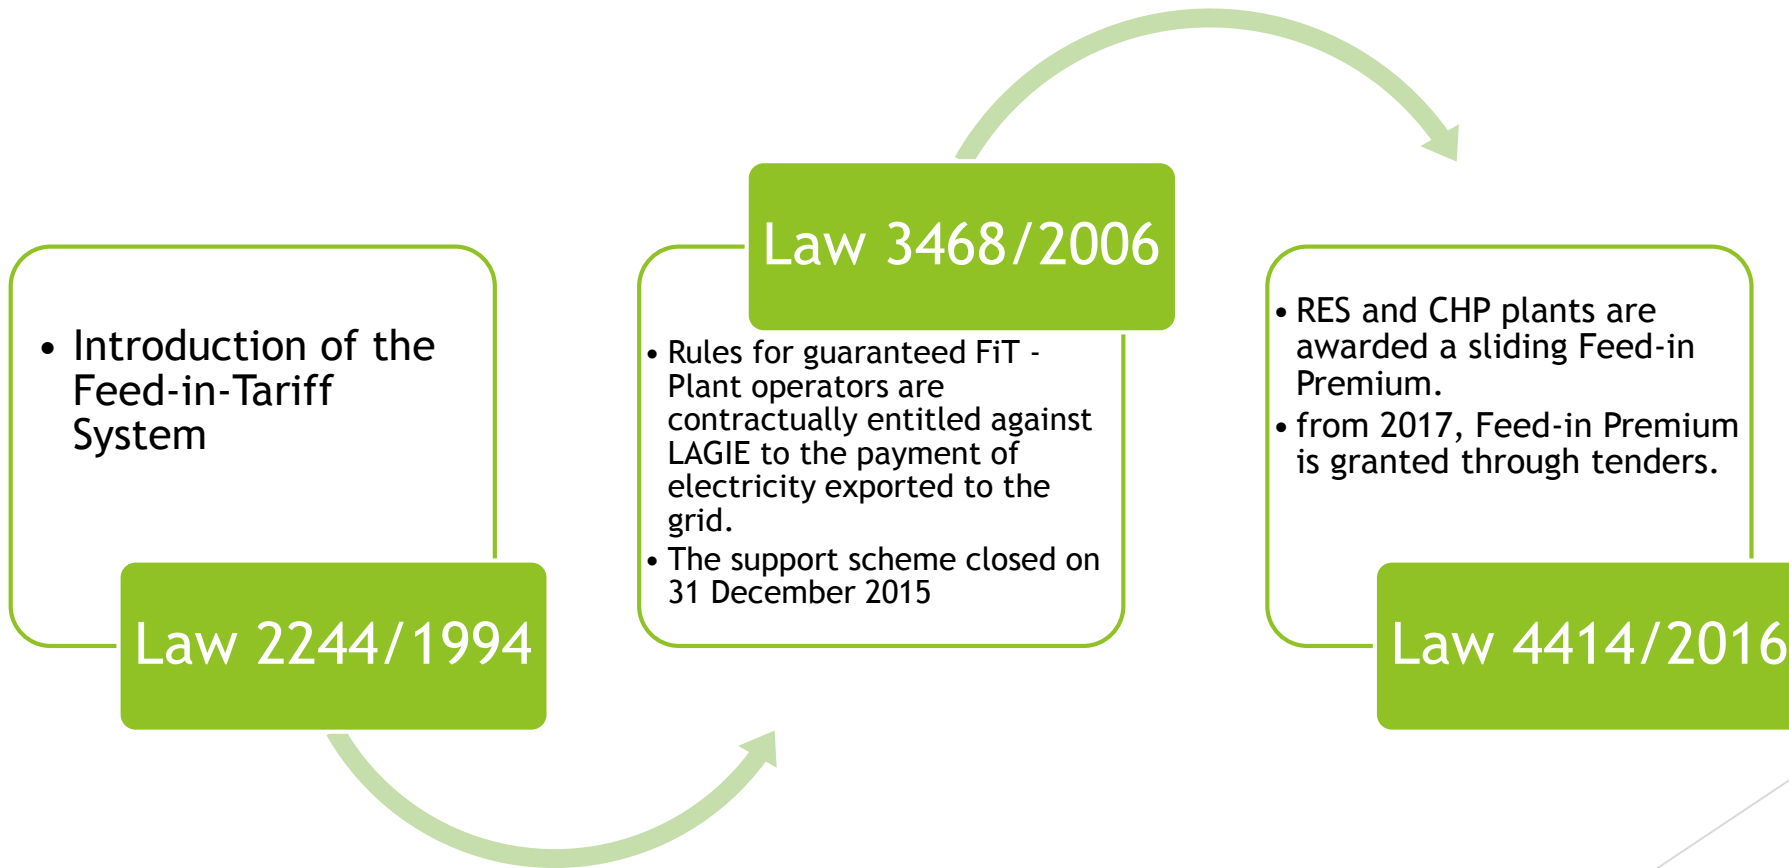 • Introduction of the
Feed-in-Tariff
System
Law 2244/1994
Law 3468/2006
• Rules for guaranteed FiT -
Plant operators are
contractually entitled against
LAGIE to the payment of
electricity exported to the
grid.
• The support scheme closed on
31 December 2015
• RES and CHP plants are
awarded a sliding Feed-in
Premium.
• from 2017, Feed-in Premium
is granted through tenders.
Law 4414/2016